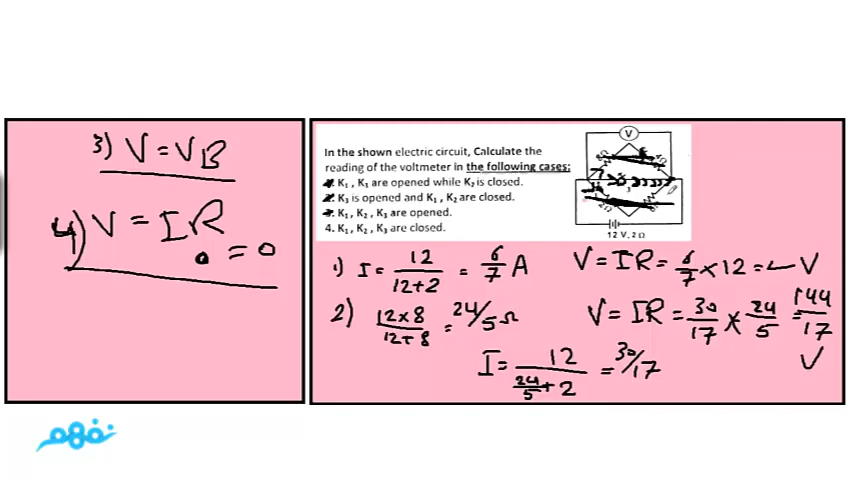 3) V = VB
4) V = IR = 0
0
In the shown electric circuit, Calculate the
reading of the voltmeter in the following cases:
1. K1 , K3 are opened while K2 is closed.
2. K3 is opened and K1 , K2 are closed.
3. K1 , K2 , K3 are opened.
4. K1, K2, K3 are closed.
V
12 V, 2 Ω
1) I = 12 / 12+2 = 6/7 A
V = IR = 6/7 × 12 = V
2) 12 × 8 / 12 + 8 = 24/5 Ω
V = IR = 30/17 × 24/5 = 144/17 V
I = 12 / 24/5 + 2 = 30/17
نفهم